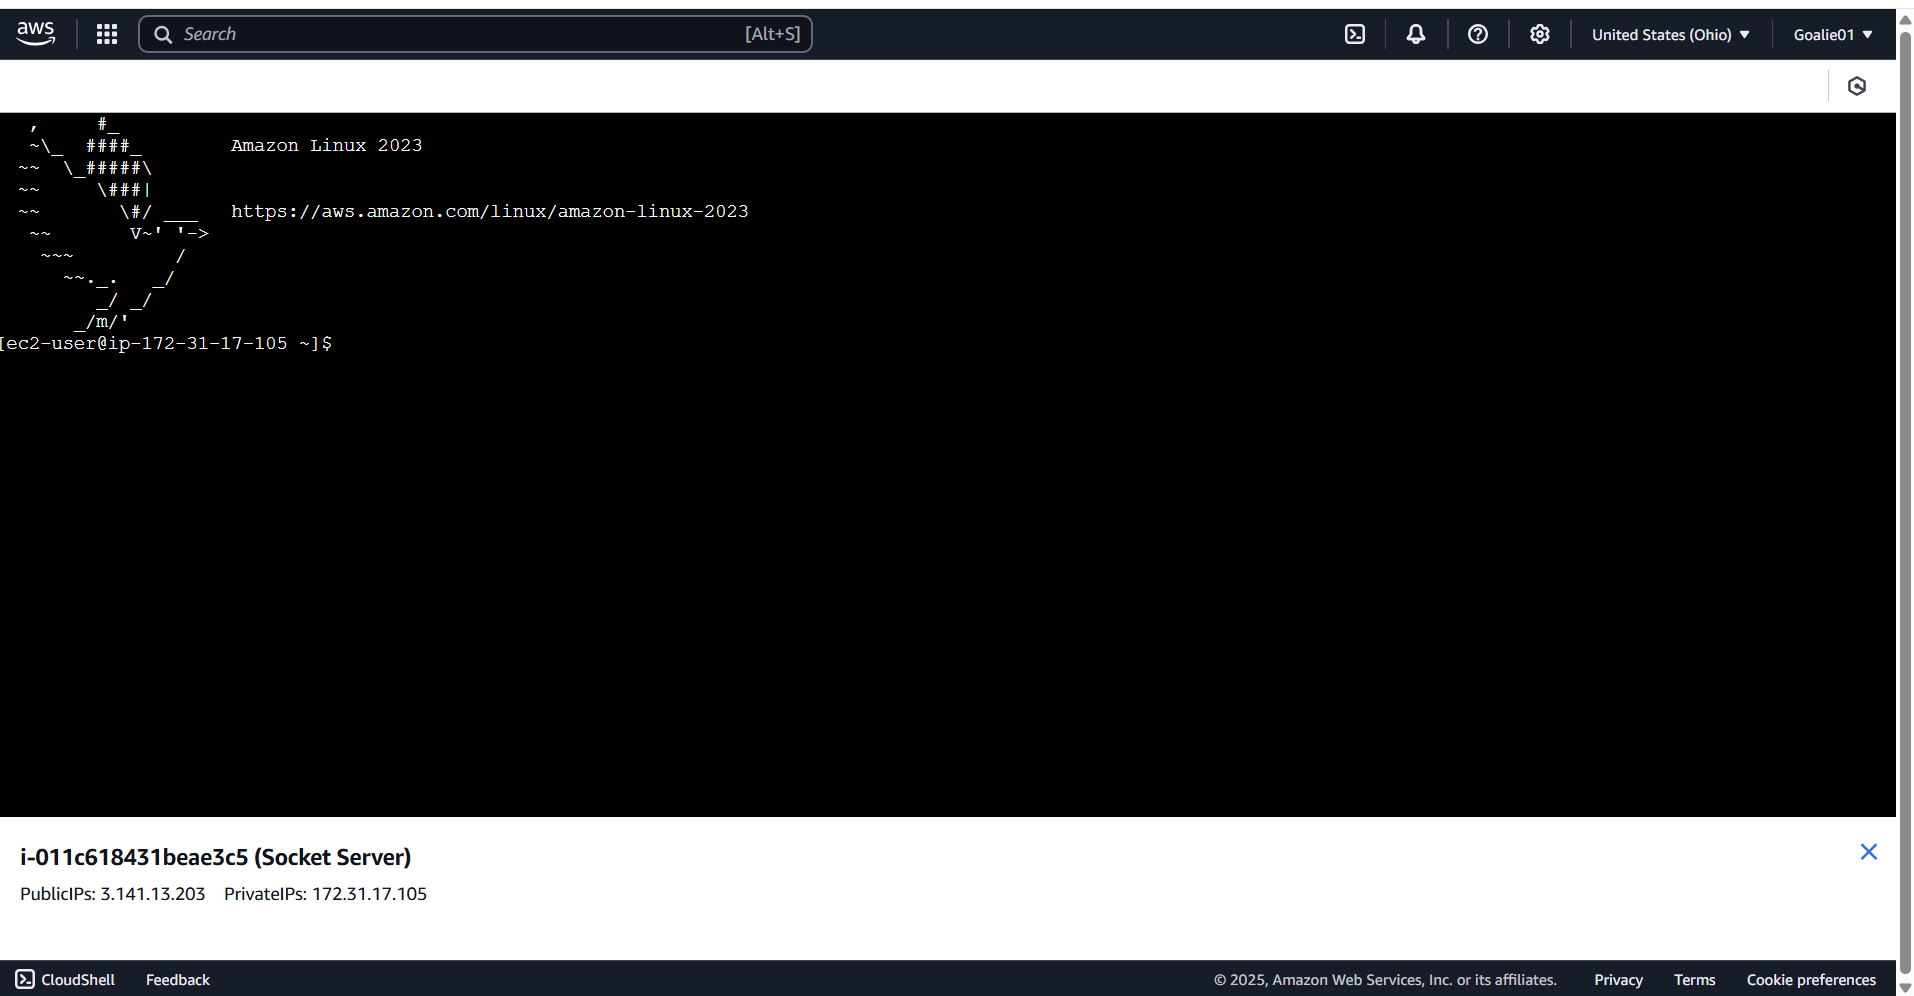 aws Search [Alt+S] United States (Ohio) Goalie01
   ,     #_
   ~\_  ####_        Amazon Linux 2023
  ~~  \_#####\
  ~~     \###|
  ~~       \#/ ___   https://aws.amazon.com/linux/amazon-linux-2023
   ~~       V~' '->
    ~~~         /
      ~~._.   _/
         _/ _/
       _/m/'
[ec2-user@ip-172-31-17-105 ~]$
i-011c618431beae3c5 (Socket Server)
PublicIPs: 3.141.13.203 PrivateIPs: 172.31.17.105
CloudShell Feedback © 2025, Amazon Web Services, Inc. or its affiliates. Privacy Terms Cookie preferences